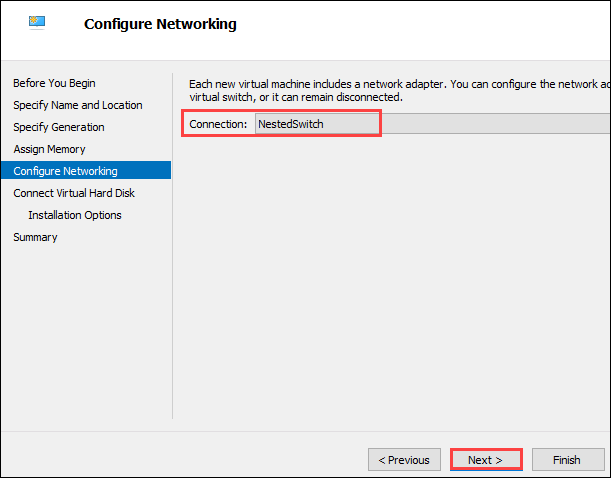 Configure Networking
Before You Begin
Specify Name and Location
Specify Generation
Assign Memory
Configure Networking
Connect Virtual Hard Disk
Installation Options
Summary
Each new virtual machine includes a network adapter. You can configure the network
virtual switch, or it can remain disconnected.
Connection: NestedSwitch
< Previous
Next >
Finish